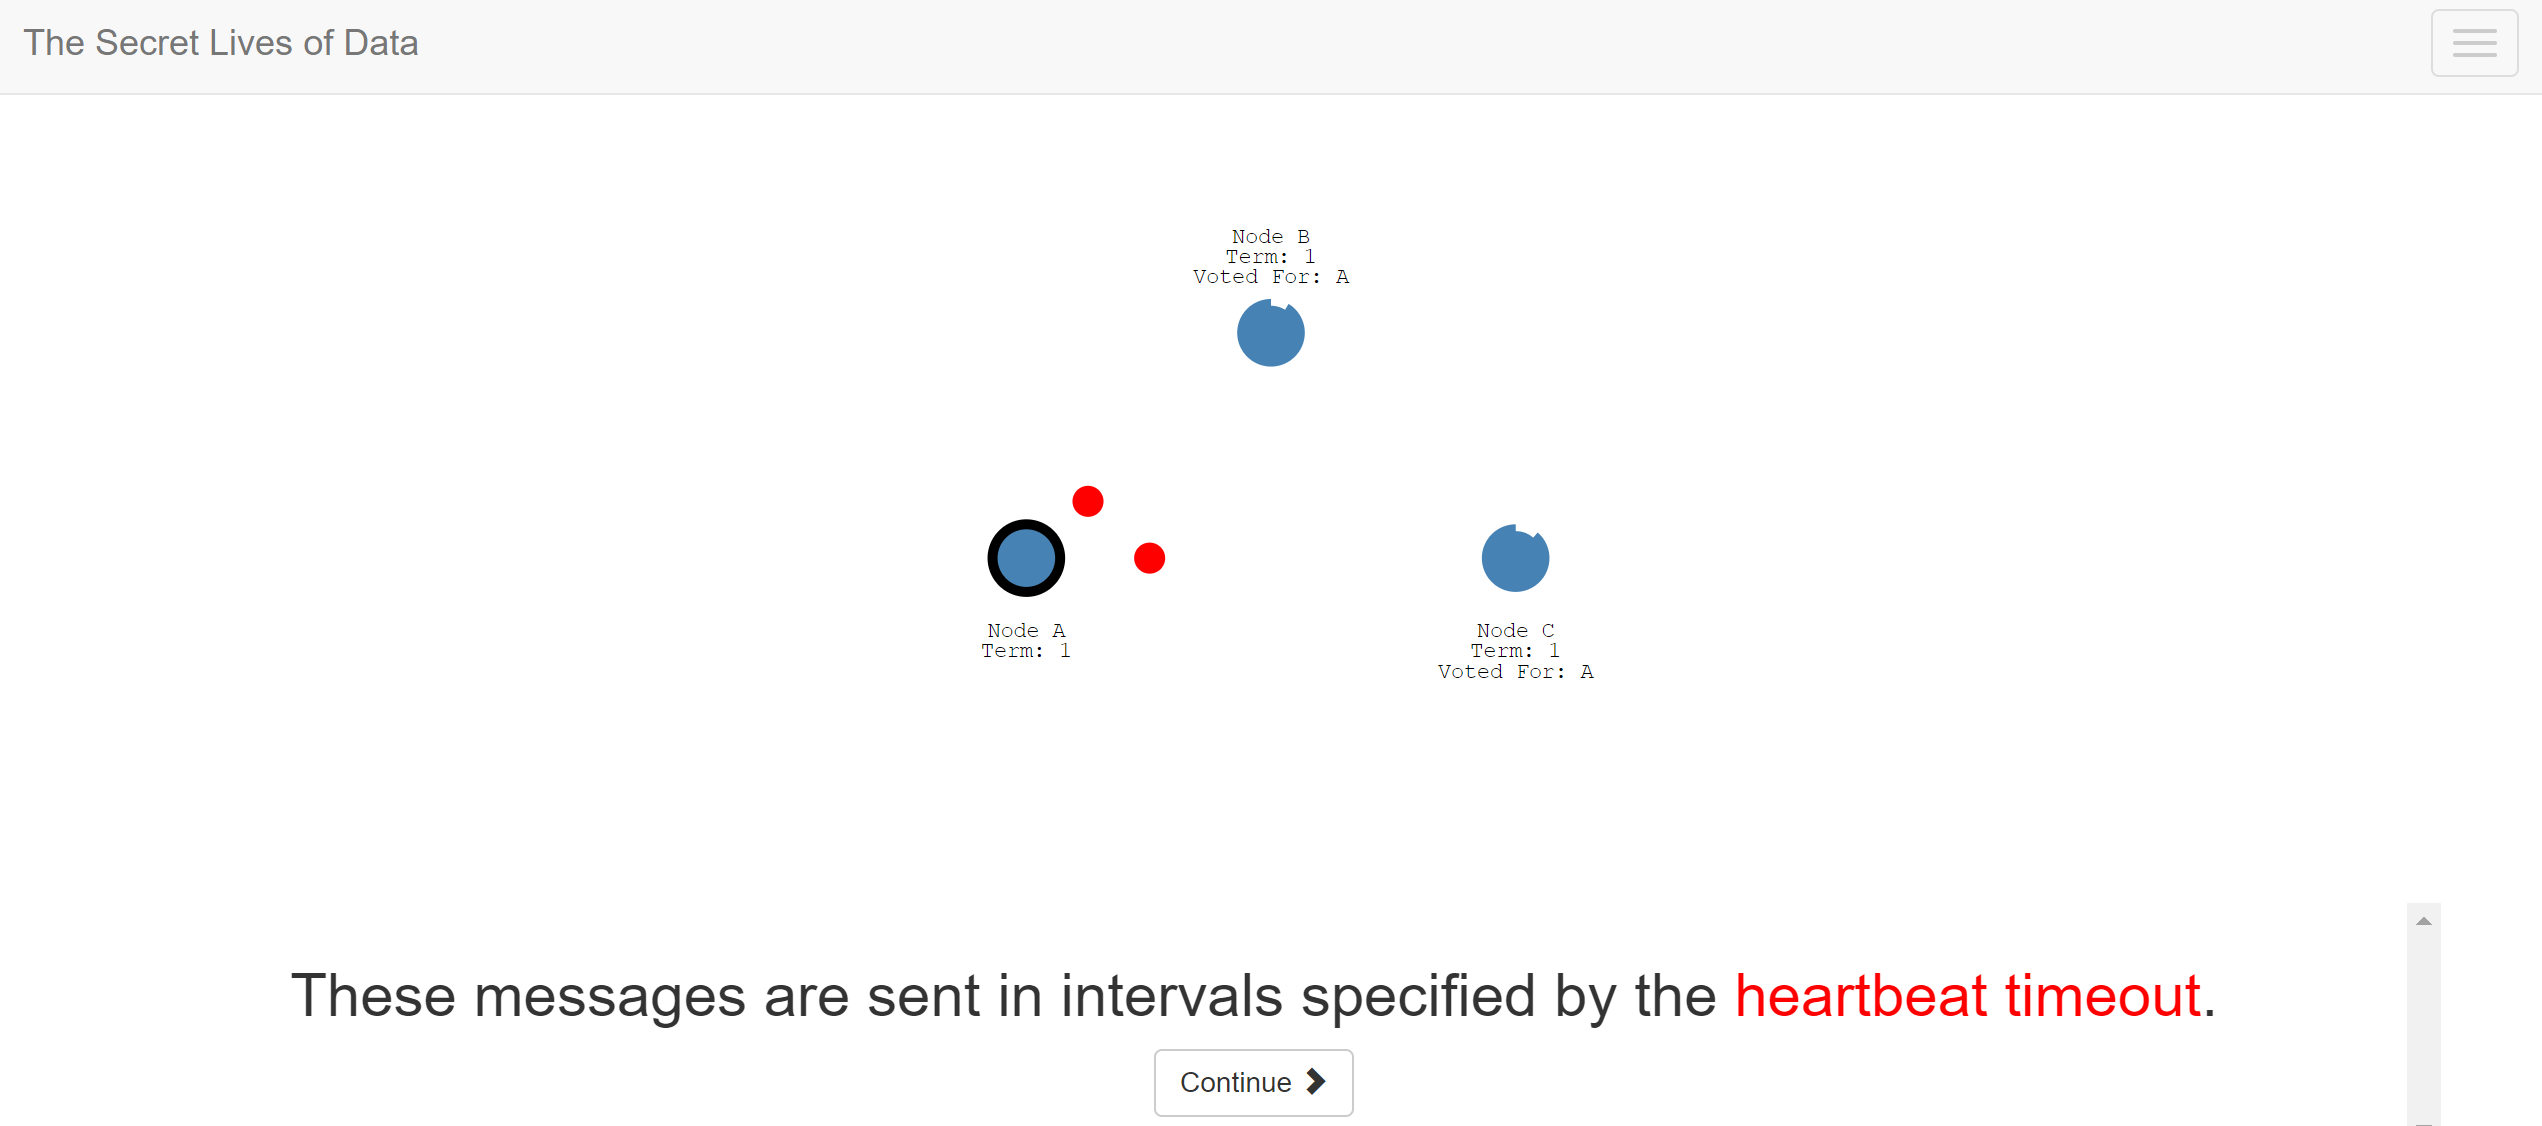 The Secret Lives of Data
Node B
Term: 1
Voted For: A
Node A
Term: 1
Node C
Term: 1
Voted For: A
These messages are sent in intervals specified by the heartbeat timeout.
Continue